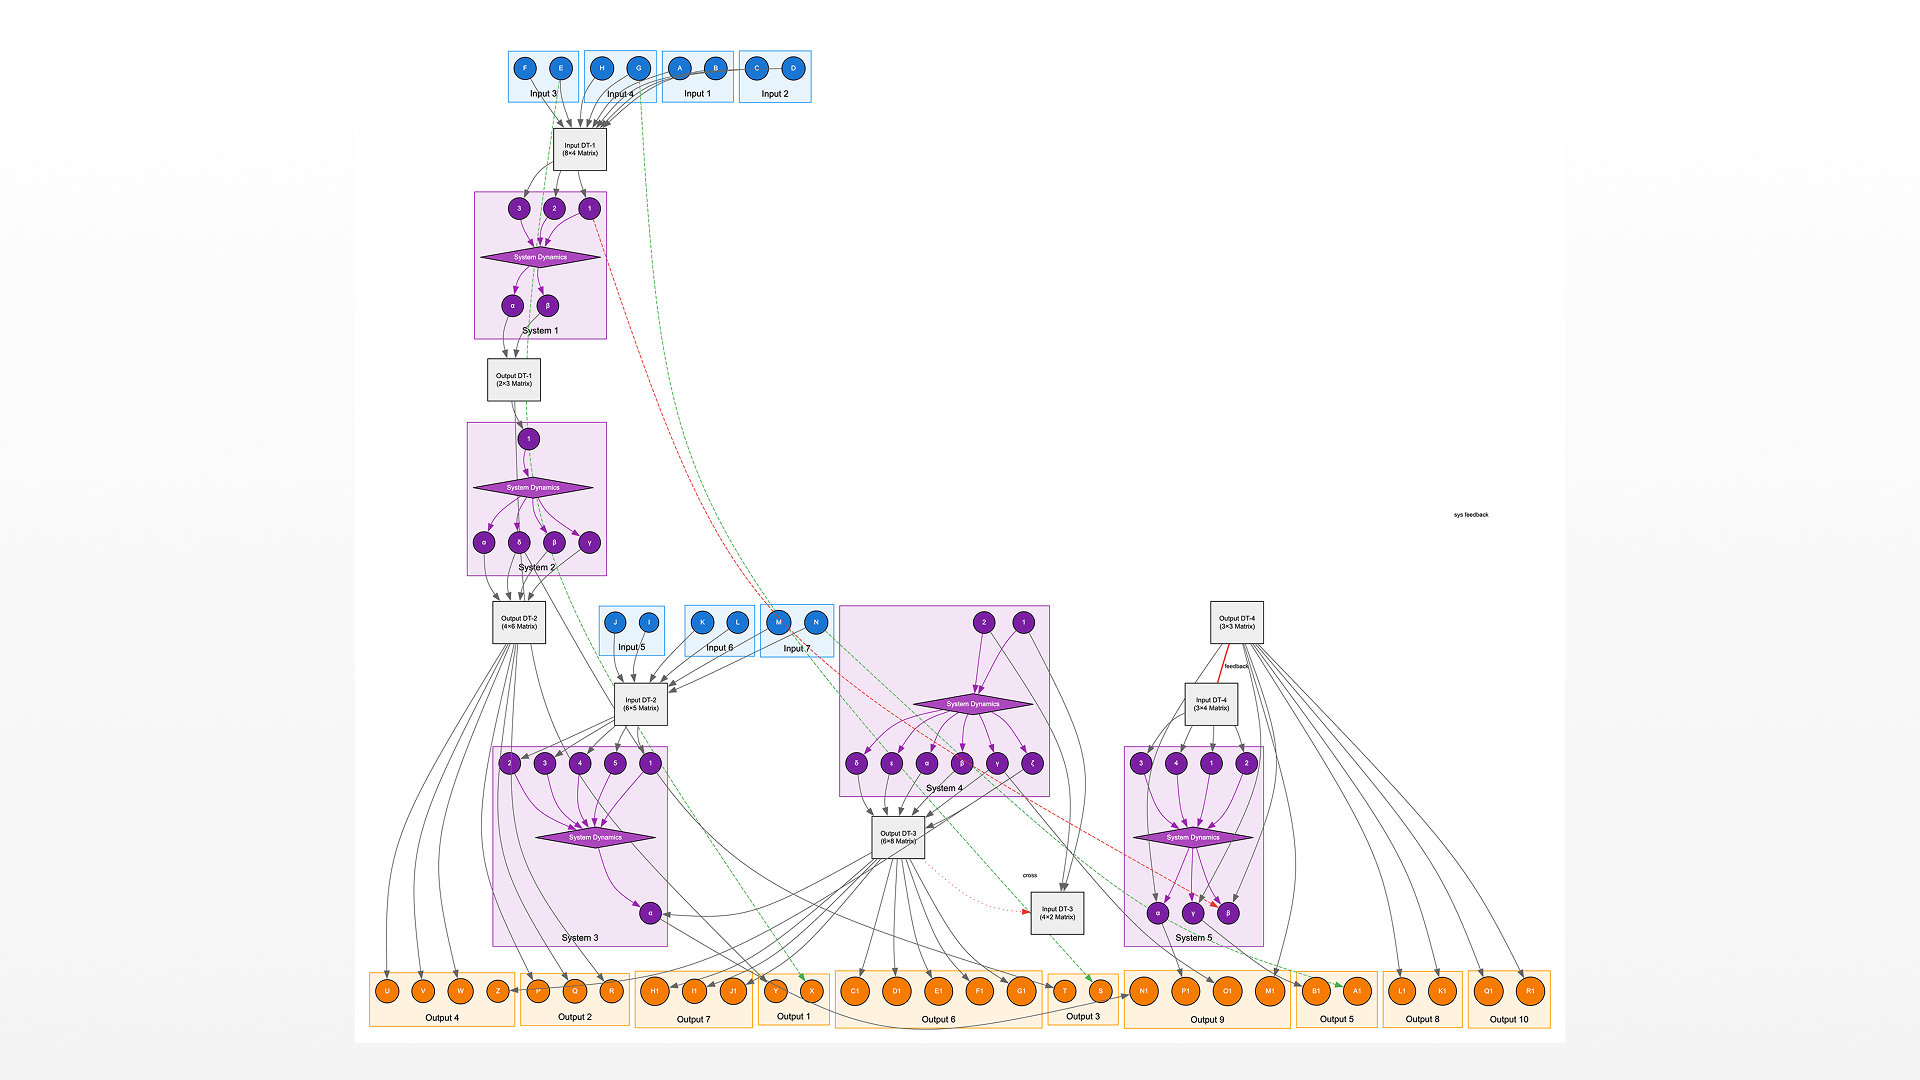 F E H G A B C D
Input 3 Input 4 Input 1 Input 2
Input DT-1
(8×4 Matrix)
3 2 1
System Dynamics
α β
System 1
Output DT-1
(2×3 Matrix)
1
System Dynamics
sys feedback
α δ β γ
System 2
Output DT-2
(4×6 Matrix)
J I
Input 5
K L
Input 6
M N
Input 7
2 1
Output DT-4
(3×3 Matrix)
feedback
Input DT-2
(6×5 Matrix)
System Dynamics
Input DT-4
(3×4 Matrix)
2 3 4 5 1
δ ε α β γ ζ
System 4
3 4 1 2
System Dynamics
Output DT-3
(6×8 Matrix)
System Dynamics
cross
α
System 3
Input DT-3
(4×2 Matrix)
α γ β
System 5
U V W Z
Output 4
P Q R
Output 2
H1 I1 J1
Output 7
Y X
Output 1
C1 D1 E1 F1 G1
Output 6
T S
Output 3
N1 P1 O1 M1
Output 9
B1 A1
Output 5
L1 K1
Output 8
Q1 R1
Output 10